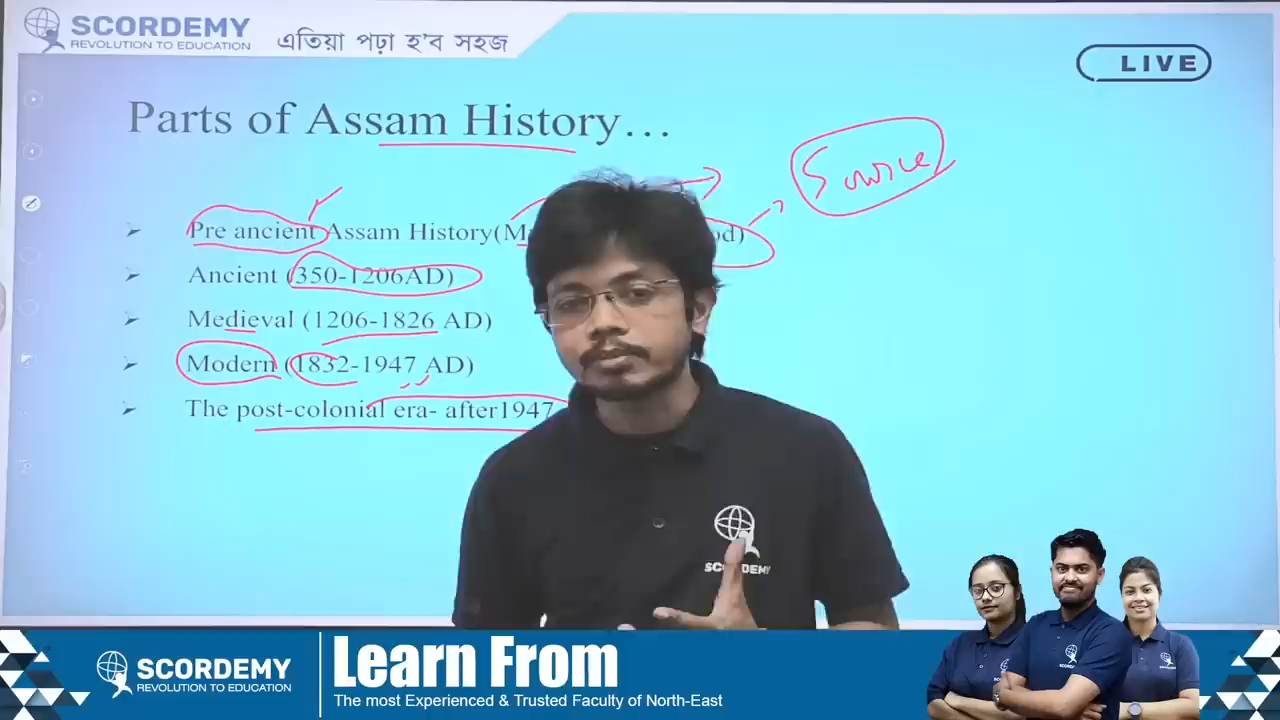 SCORDEMY
REVOLUTION TO EDUCATION
এতিয়া পঢ়া হ'ব সহজ
LIVE
Parts of Assam History...
Source
Pre ancient Assam History(M od)
Ancient (350-1206AD)
Medieval (1206-1826 AD)
Modern (1832-1947 AD)
The post-colonial era- after1947
SCORDEMY
SCORDEMY
REVOLUTION TO EDUCATION
Learn From
The most Experienced & Trusted Faculty of North-East